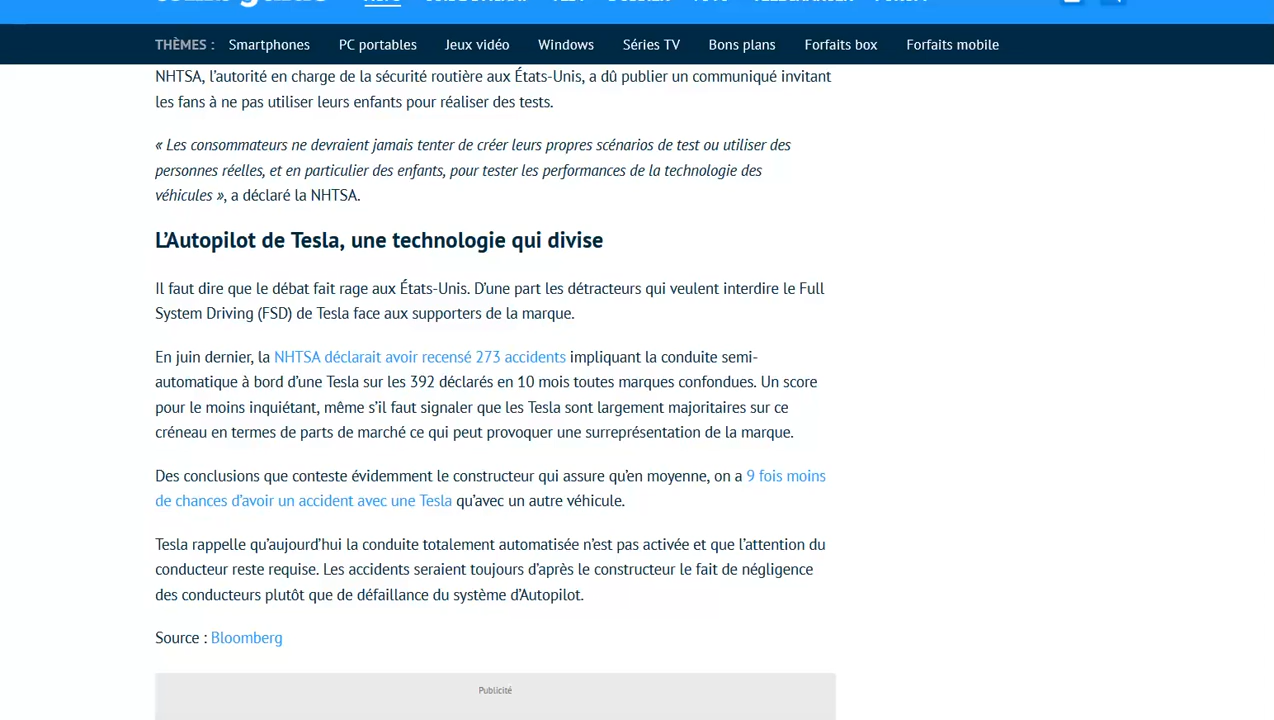 THÈMES : Smartphones PC portables Jeux vidéo Windows Séries TV Bons plans Forfaits box Forfaits mobile
NHTSA, l’autorité en charge de la sécurité routière aux États-Unis, a dû publier un communiqué invitant
les fans à ne pas utiliser leurs enfants pour réaliser des tests.
« Les consommateurs ne devraient jamais tenter de créer leurs propres scénarios de test ou utiliser des
personnes réelles, et en particulier des enfants, pour tester les performances de la technologie des
véhicules », a déclaré la NHTSA.
L’Autopilot de Tesla, une technologie qui divise
Il faut dire que le débat fait rage aux États-Unis. D’une part les détracteurs qui veulent interdire le Full
System Driving (FSD) de Tesla face aux supporters de la marque.
En juin dernier, la NHTSA déclarait avoir recensé 273 accidents impliquant la conduite semi-
automatique à bord d’une Tesla sur les 392 déclarés en 10 mois toutes marques confondues. Un score
pour le moins inquiétant, même s’il faut signaler que les Tesla sont largement majoritaires sur ce
créneau en termes de parts de marché ce qui peut provoquer une surreprésentation de la marque.
Des conclusions que conteste évidemment le constructeur qui assure qu’en moyenne, on a 9 fois moins
de chances d’avoir un accident avec une Tesla qu’avec un autre véhicule.
Tesla rappelle qu’aujourd’hui la conduite totalement automatisée n’est pas activée et que l’attention du
conducteur reste requise. Les accidents seraient toujours d’après le constructeur le fait de négligence
des conducteurs plutôt que de défaillance du système d’Autopilot.
Source : Bloomberg
Publicité